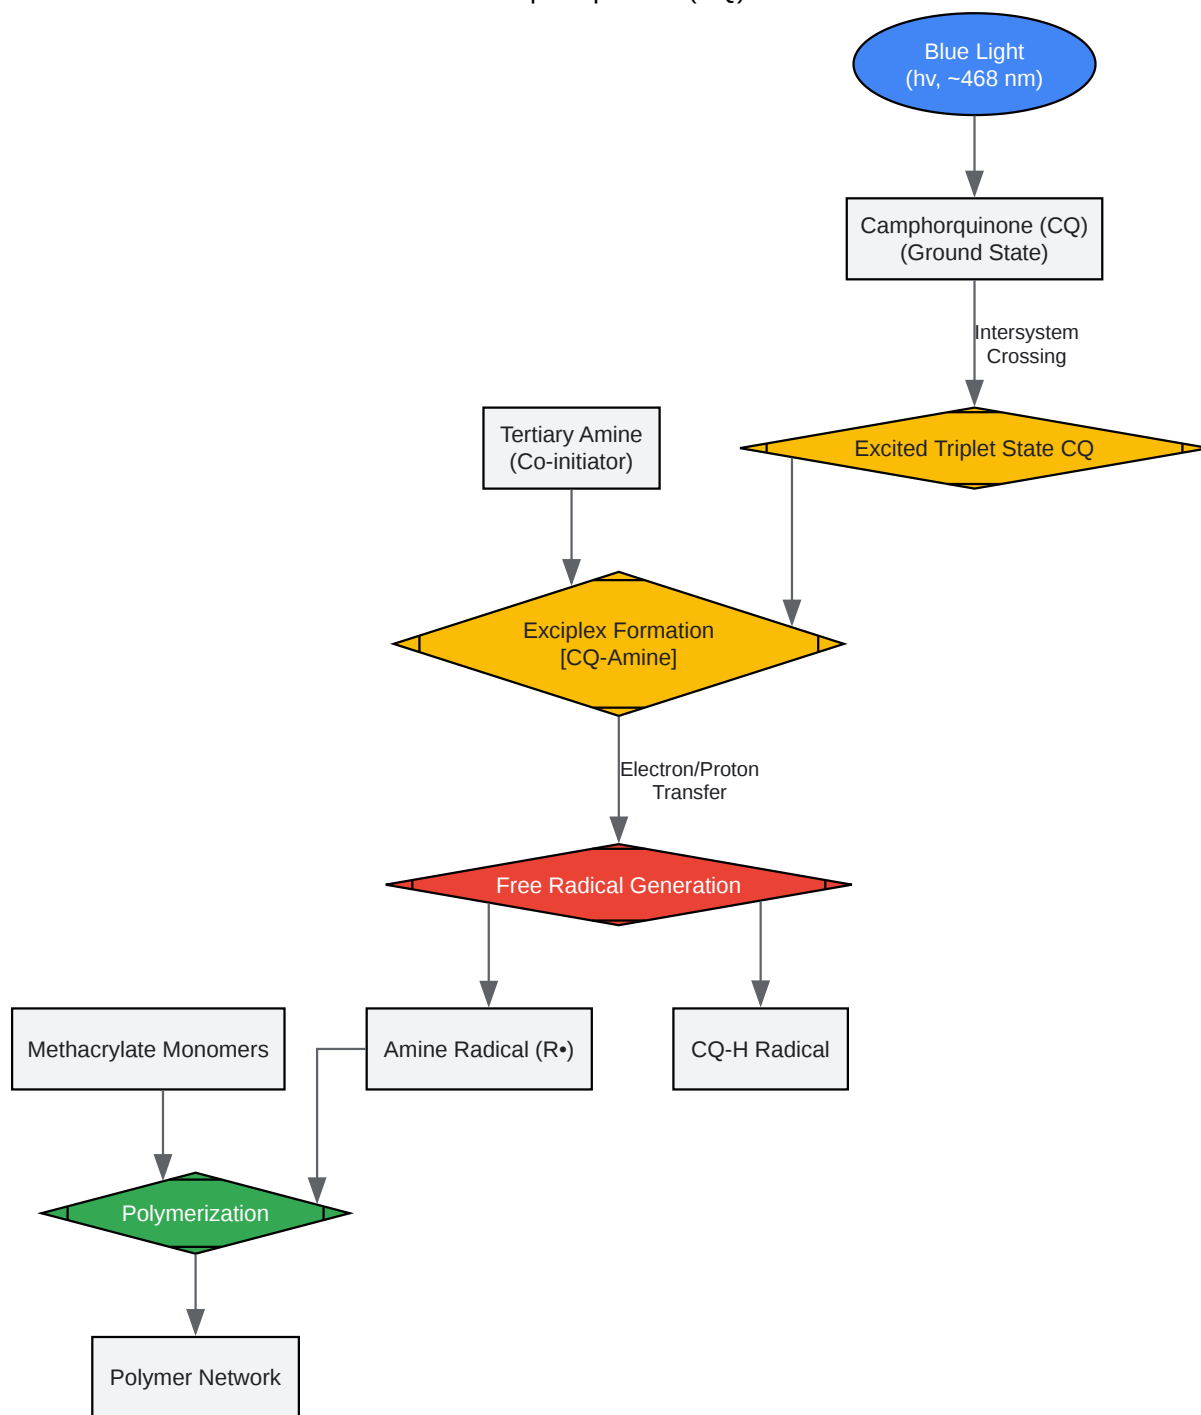 Blue Light
(hv, ~468 nm)
Camphorquinone (CQ)
(Ground State)
Intersystem
Crossing
Tertiary Amine
(Co-initiator)
Excited Triplet State CQ
Exciplex Formation
[CQ-Amine]
Electron/Proton
Transfer
Free Radical Generation
Methacrylate Monomers
Amine Radical (R•)
CQ-H Radical
Polymerization
Polymer Network